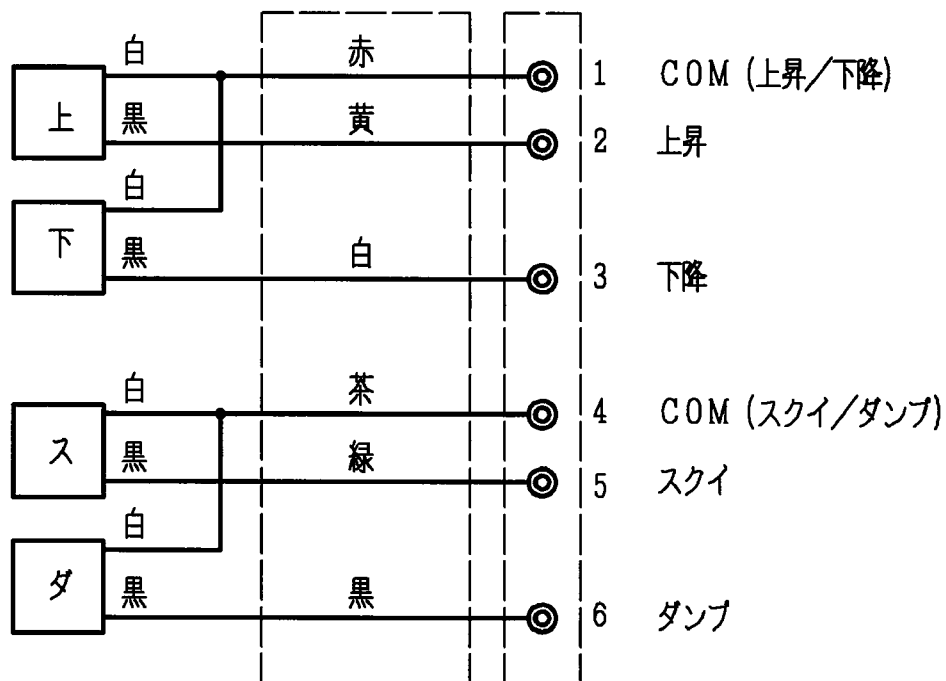 白 赤 1 COM (上昇/下降)
上 黒 黄 2 上昇
白
下 黒 白 3 下降
白 茶 4 COM (スクイ/ダンプ)
ス 黒 緑 5 スクイ
白
ダ 黒 黒 6 ダンプ